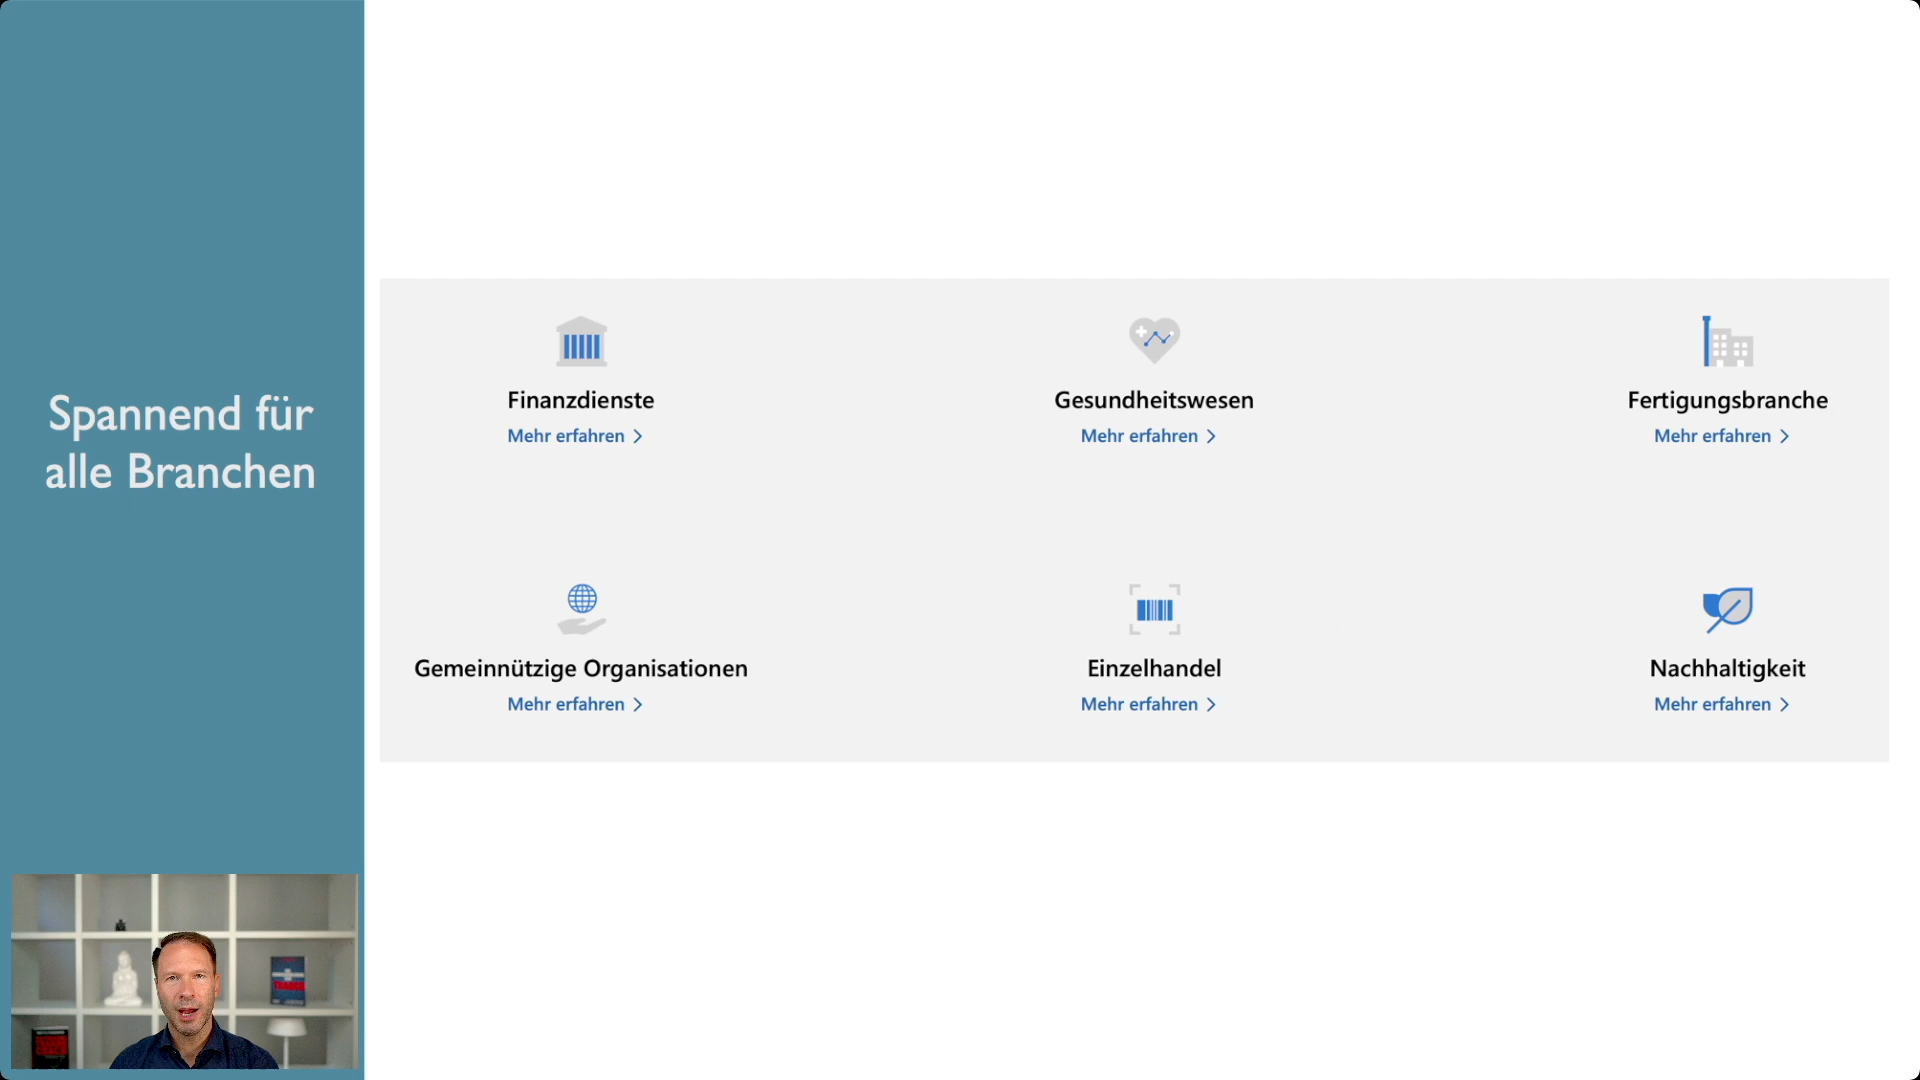 Spannend für
alle Branchen
Finanzdienste
Mehr erfahren
Gesundheitswesen
Mehr erfahren
Fertigungsbranche
Mehr erfahren
Gemeinnützige Organisationen
Mehr erfahren
Einzelhandel
Mehr erfahren
Nachhaltigkeit
Mehr erfahren